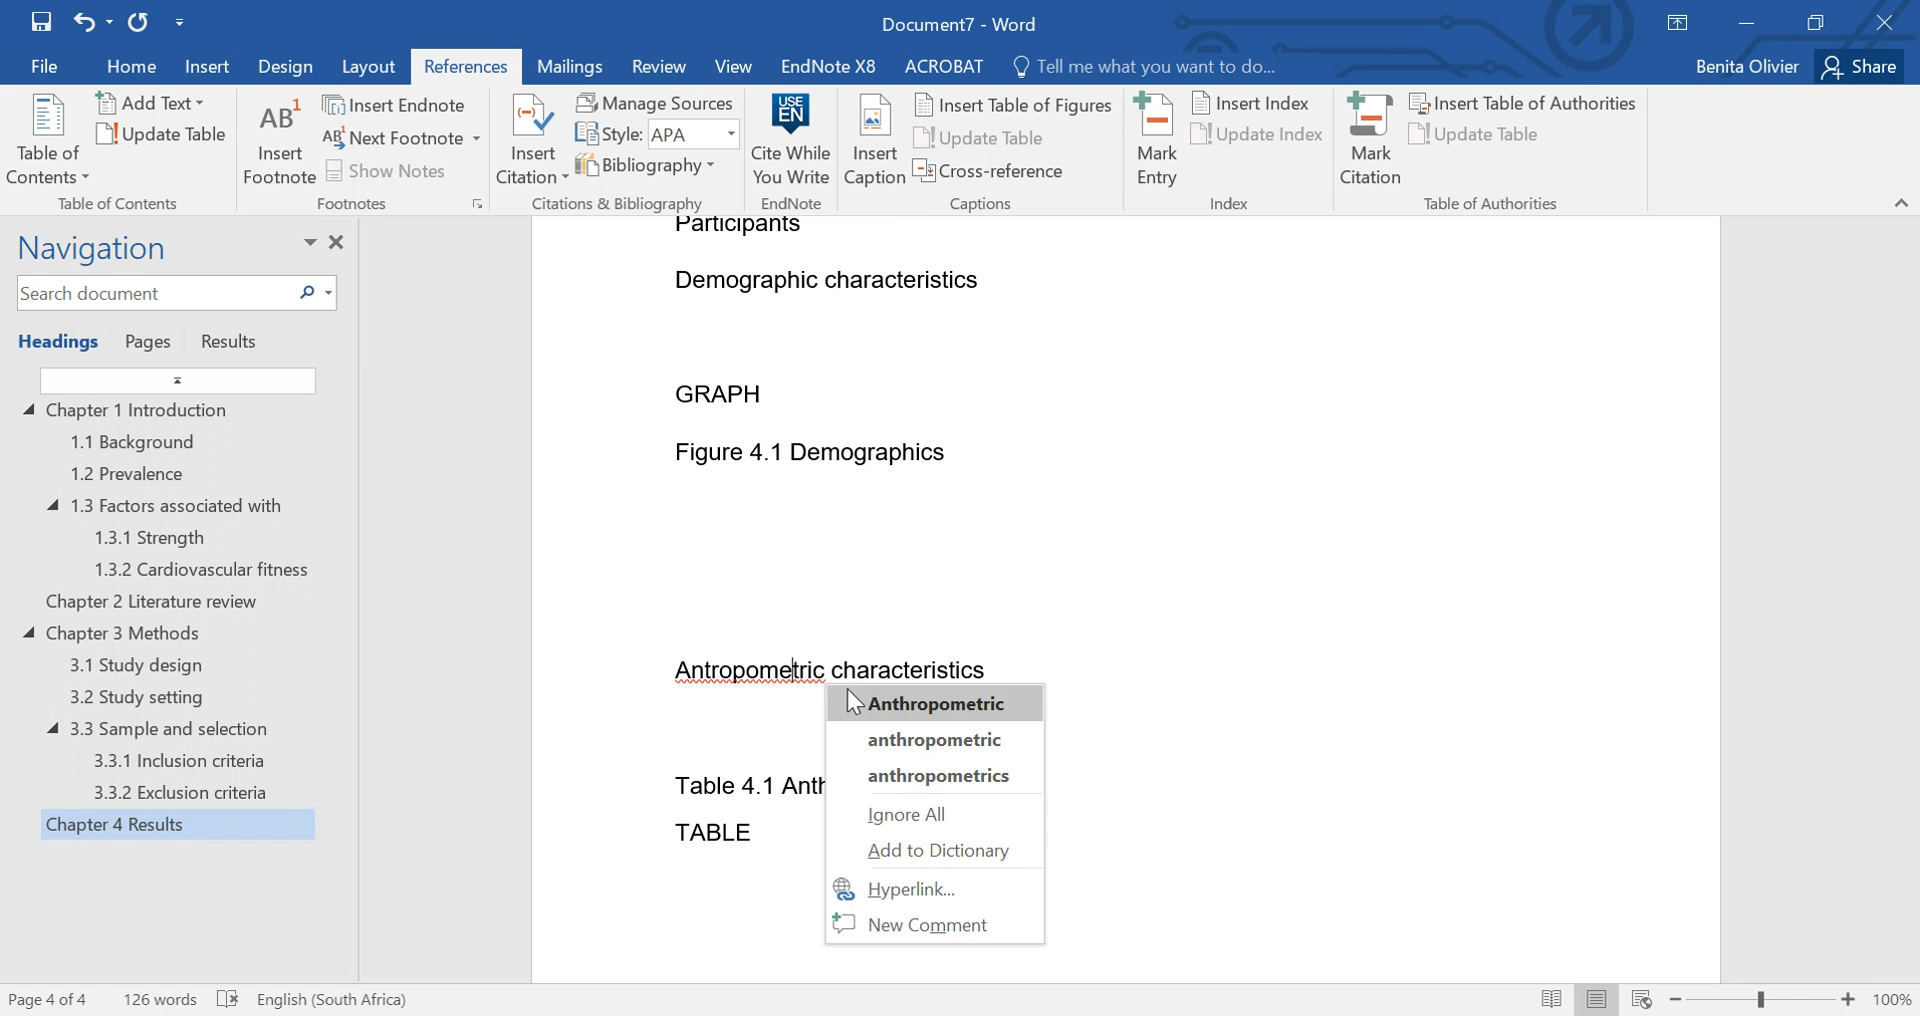 Document7 - Word
File Home Insert Design Layout References Mailings Review View EndNote X8 ACROBAT Tell me what you want to do... Benita Olivier Share
Table of Contents
Add Text
Update Table
Table of Contents
AB1
Insert Footnote
Insert Endnote
AB1 Next Footnote
Show Notes
Footnotes
Insert Citation
Manage Sources
Style: APA
Bibliography
Citations & Bibliography
USE EN
Cite While You Write
EndNote
Insert Caption
Insert Table of Figures
Update Table
Cross-reference
Captions
Mark Entry
Insert Index
Update Index
Index
Mark Citation
Insert Table of Authorities
Update Table
Table of Authorities
Navigation
Search document
Headings Pages Results
Chapter 1 Introduction
1.1 Background
1.2 Prevalence
1.3 Factors associated with
1.3.1 Strength
1.3.2 Cardiovascular fitness
Chapter 2 Literature review
Chapter 3 Methods
3.1 Study design
3.2 Study setting
3.3 Sample and selection
3.3.1 Inclusion criteria
3.3.2 Exclusion criteria
Chapter 4 Results
Participants
Demographic characteristics
GRAPH
Figure 4.1 Demographics
Antropometric characteristics
Table 4.1 Anth
TABLE
Anthropometric
anthropometric
anthropometrics
Ignore All
Add to Dictionary
Hyperlink...
New Comment
Page 4 of 4 126 words English (South Africa) 100%